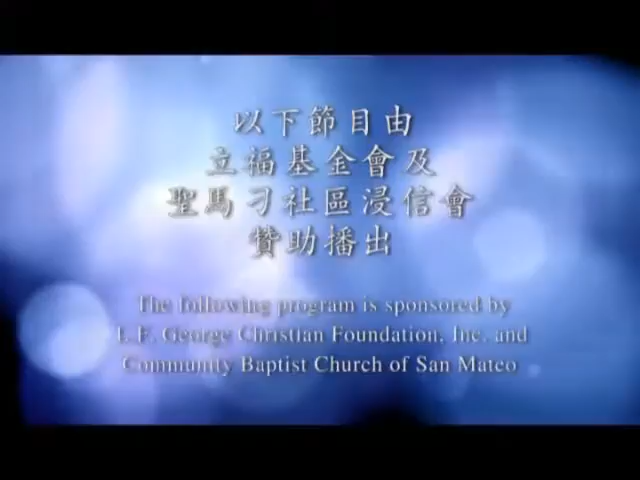 以下節目由
立福基金會及
聖馬刁社區浸信會
贊助播出
The following program is sponsored by
L.F. George Christian Foundation, Inc. and
Community Baptist Church of San Mateo